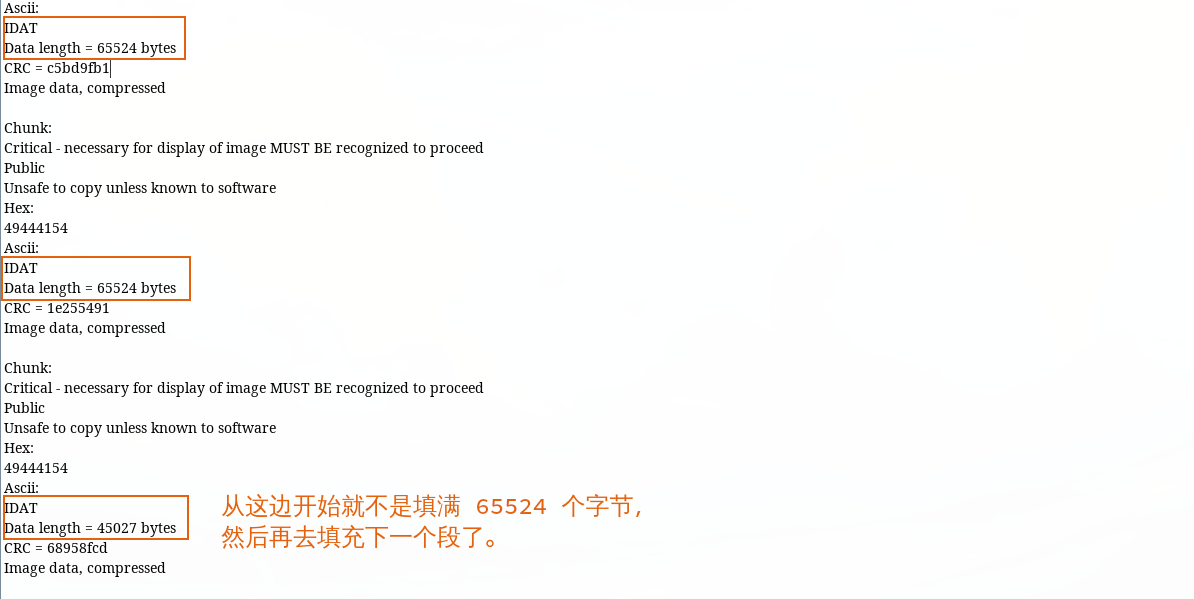 Ascii:
IDAT
Data length = 65524 bytes
CRC = c5bd9fb1
Image data, compressed
Chunk:
Critical - necessary for display of image MUST BE recognized to proceed
Public
Unsafe to copy unless known to software
Hex:
49444154
Ascii:
IDAT
Data length = 65524 bytes
CRC = 1e255491
Image data, compressed
Chunk:
Critical - necessary for display of image MUST BE recognized to proceed
Public
Unsafe to copy unless known to software
Hex:
49444154
Ascii:
IDAT
Data length = 45027 bytes
从这边开始就不是填满 65524 个字节,
然后再去填充下一个段了。
CRC = 68958fcd
Image data, compressed